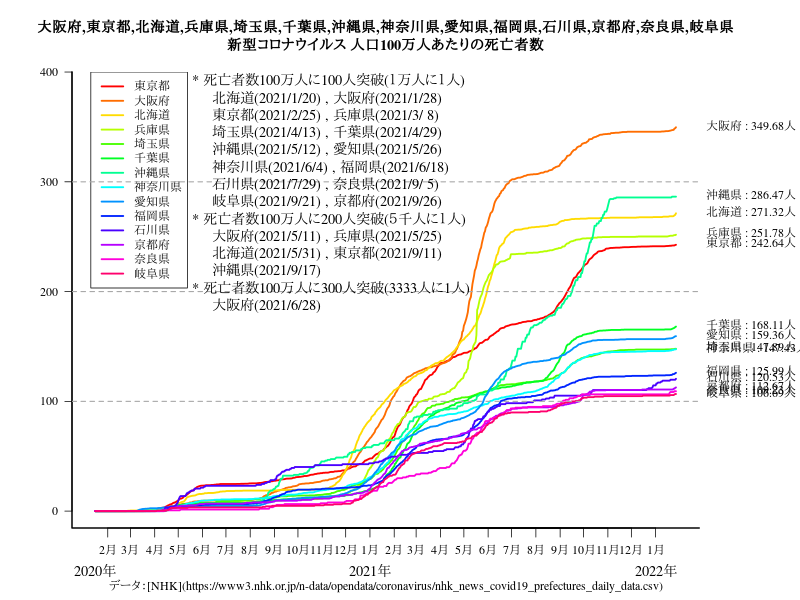 大阪府,東京都,北海道,兵庫県,埼玉県,千葉県,沖縄県,神奈川県,愛知県,福岡県,石川県,京都府,奈良県,岐阜県
新型コロナウイルス 人口100万人あたりの死亡者数
400
300
200
100
0
東京都
大阪府
北海道
兵庫県
埼玉県
千葉県
沖縄県
神奈川県
愛知県
福岡県
石川県
京都府
奈良県
岐阜県
* 死亡者数100万人に100人突破(1万人に1人)
北海道(2021/1/20) , 大阪府(2021/1/28)
東京都(2021/2/25) , 兵庫県(2021/3/ 8)
埼玉県(2021/4/13) , 千葉県(2021/4/29)
沖縄県(2021/5/12) , 愛知県(2021/5/26)
神奈川県(2021/6/4) , 福岡県(2021/6/18)
石川県(2021/7/29) , 奈良県(2021/9/ 5)
岐阜県(2021/9/21) , 京都府(2021/9/26)
* 死亡者数100万人に200人突破(5千人に1人)
大阪府(2021/5/11) , 兵庫県(2021/5/25)
北海道(2021/5/31) , 東京都(2021/9/11)
沖縄県(2021/9/17)
* 死亡者数100万人に300人突破(3333人に1人)
大阪府(2021/6/28)
大阪府 : 349.68人
沖縄県 : 286.47人
北海道 : 271.32人
兵庫県 : 251.78人
東京都 : 242.64人
千葉県 : 168.11人
愛知県 : 159.36人
福岡県 : 125.99人
石川県 : 120.53人
2月 3月 4月 5月 6月 7月 8月 9月 10月 11月 12月 1月 2月 3月 4月 5月 6月 7月 8月 9月 10月 11月 12月 1月
2020年 2021年 2022年
データ：[NHK](https://www3.nhk.or.jp/n-data/opendata/coronavirus/nhk_news_covid19_prefectures_daily_data.csv)